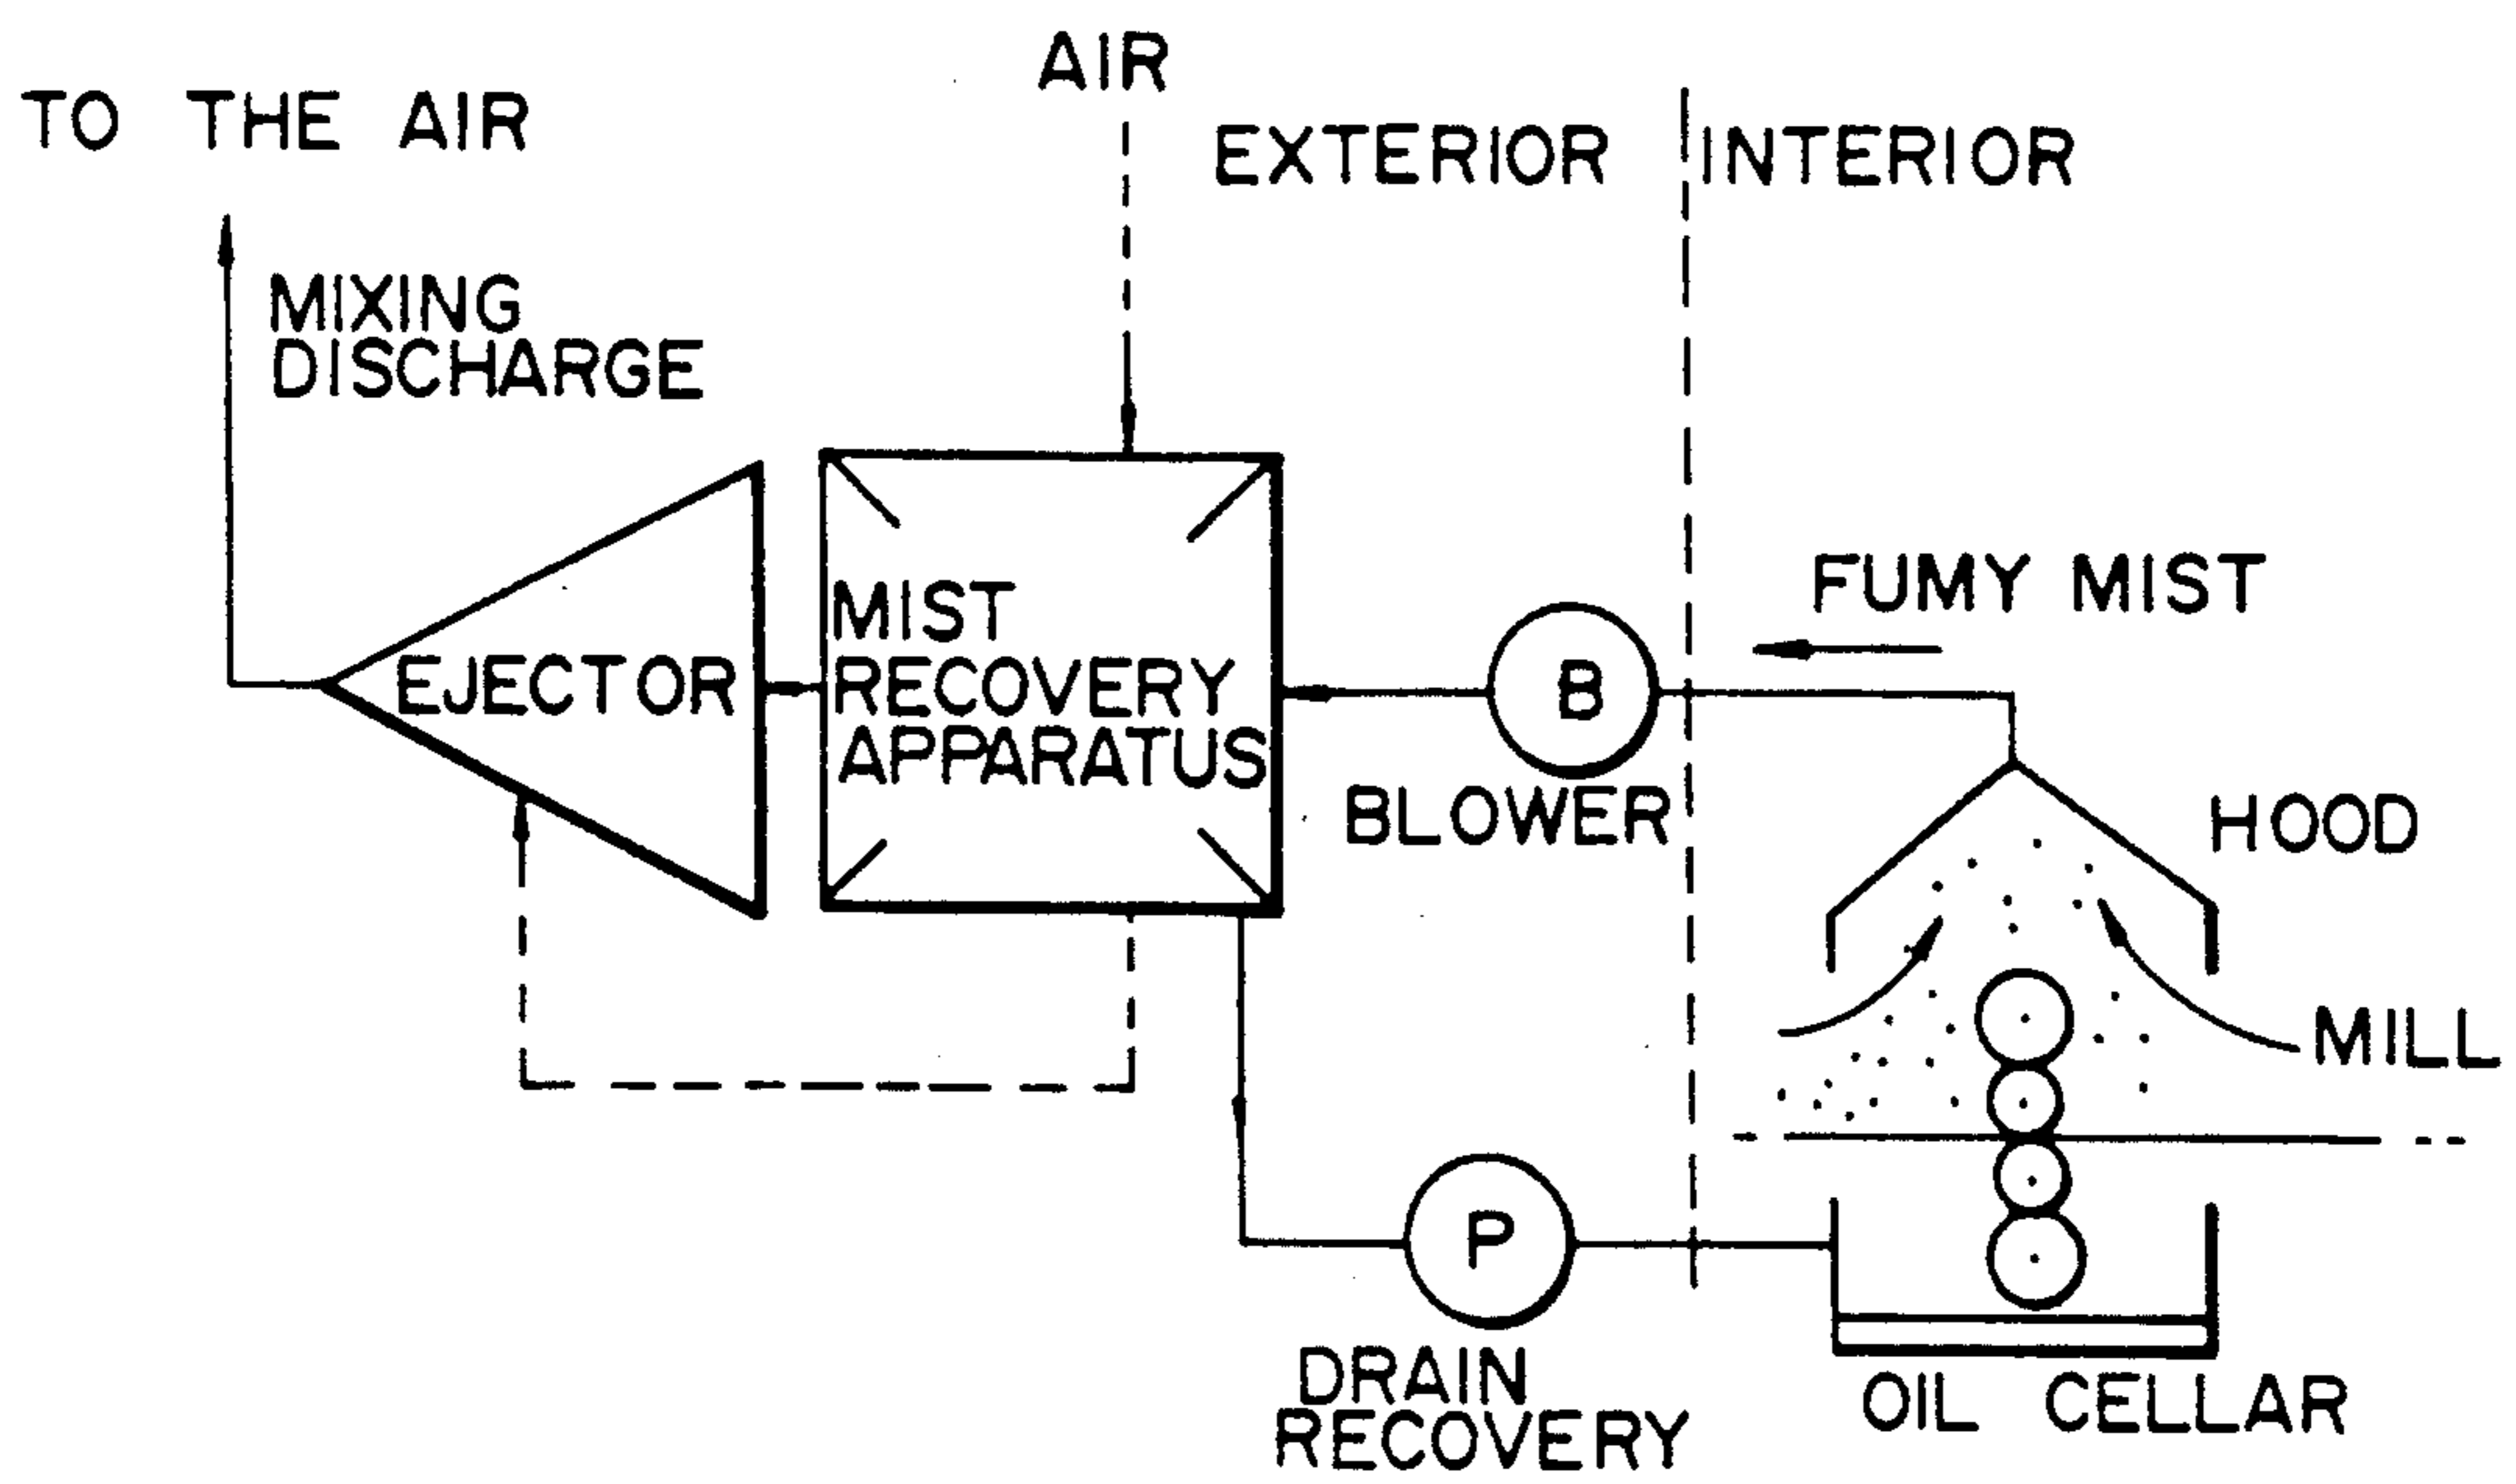 AIR
TO THE AIR
EXTERIOR
INTERIOR
MIXING
DISCHARGE
FUMY MIST
MIST
RECOVERY
APPARATUS
EJECTOR
B
BLOWER
HOOD
MILL
P
DRAIN
RECOVERY
OIL CELLAR